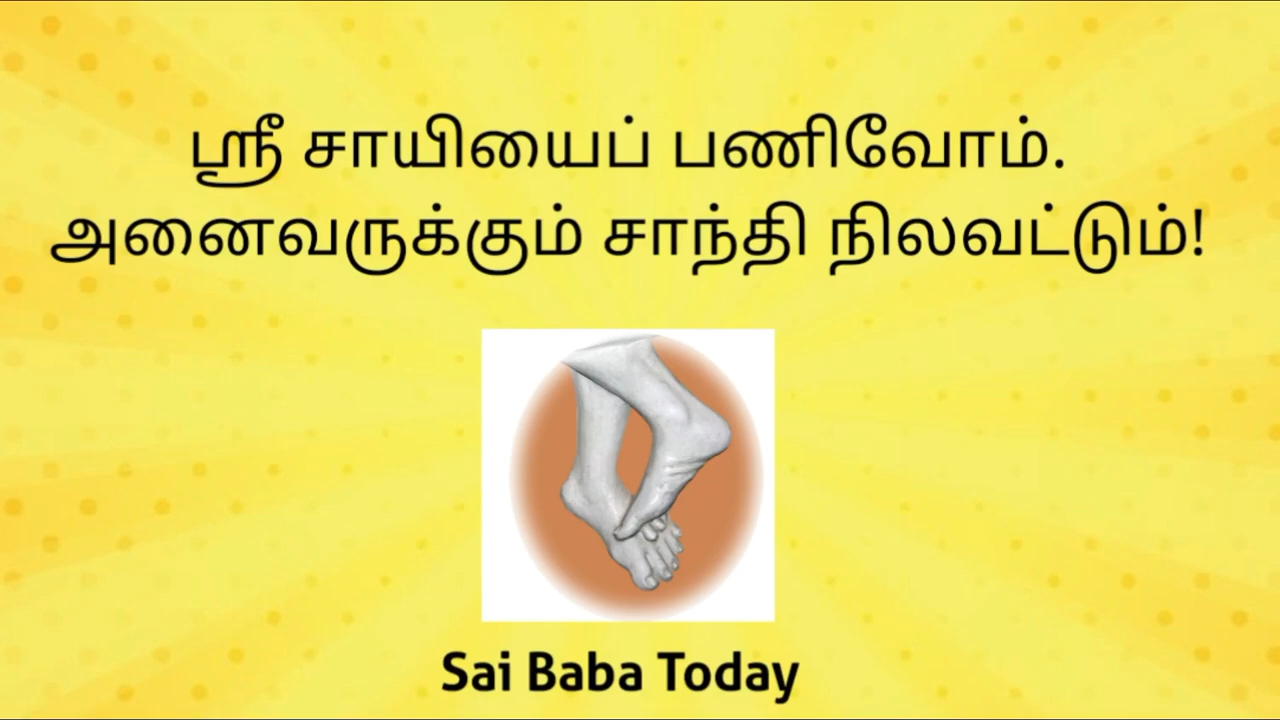 ஸ்ரீ சாயியைப் பணிவோம்.
அனைவருக்கும் சாந்தி நிலவட்டும்!
Sai Baba Today